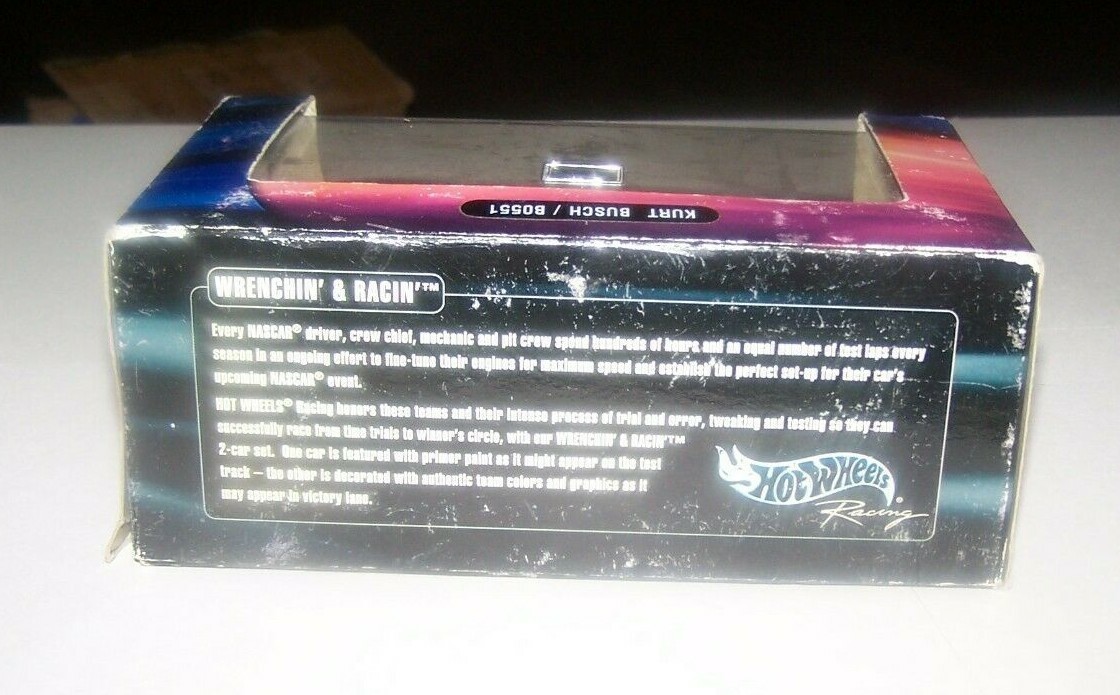 KURT BUSCH / B0551
WRENCHIN' & RACIN'™
Every NASCAR® driver, crew chief, mechanic and pit crew spend hundreds of hours and an equal number of test laps every
season in an ongoing effort to fine-tune their engines for maximum speed and establish the perfect set-up for their car's
upcoming NASCAR® event.
HOT WHEELS® Racing honors these teams and their intense process of trial and error, tweaking and testing so they can
successfully race from time trials to winner's circle, with our WRENCHIN' & RACIN'™
2-car set. One car is featured with primer paint as it might appear on the test
track – the other is decorated with authentic team colors and graphics as it
may appear in victory lane.
HOT WHEELS®
Racing